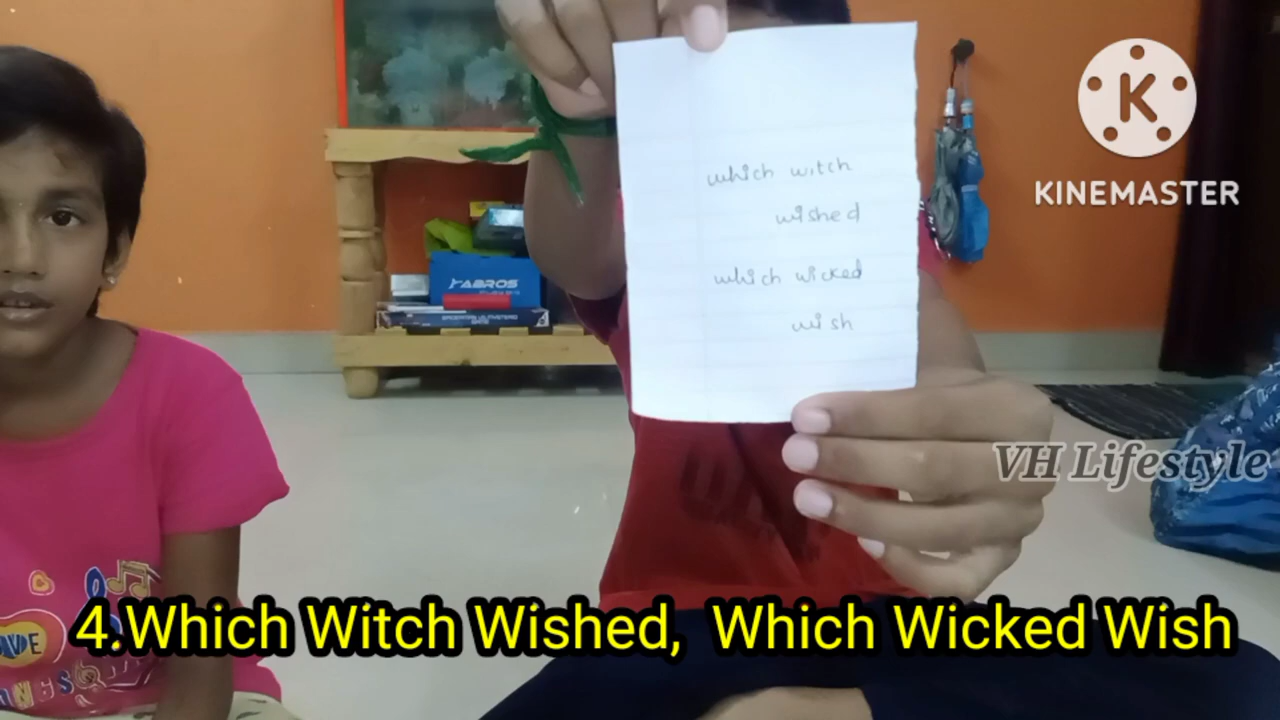 K
KINEMASTER
which witch
wished
which wicked
wish
VH Lifestyle
4.Which Witch Wished, Which Wicked Wish